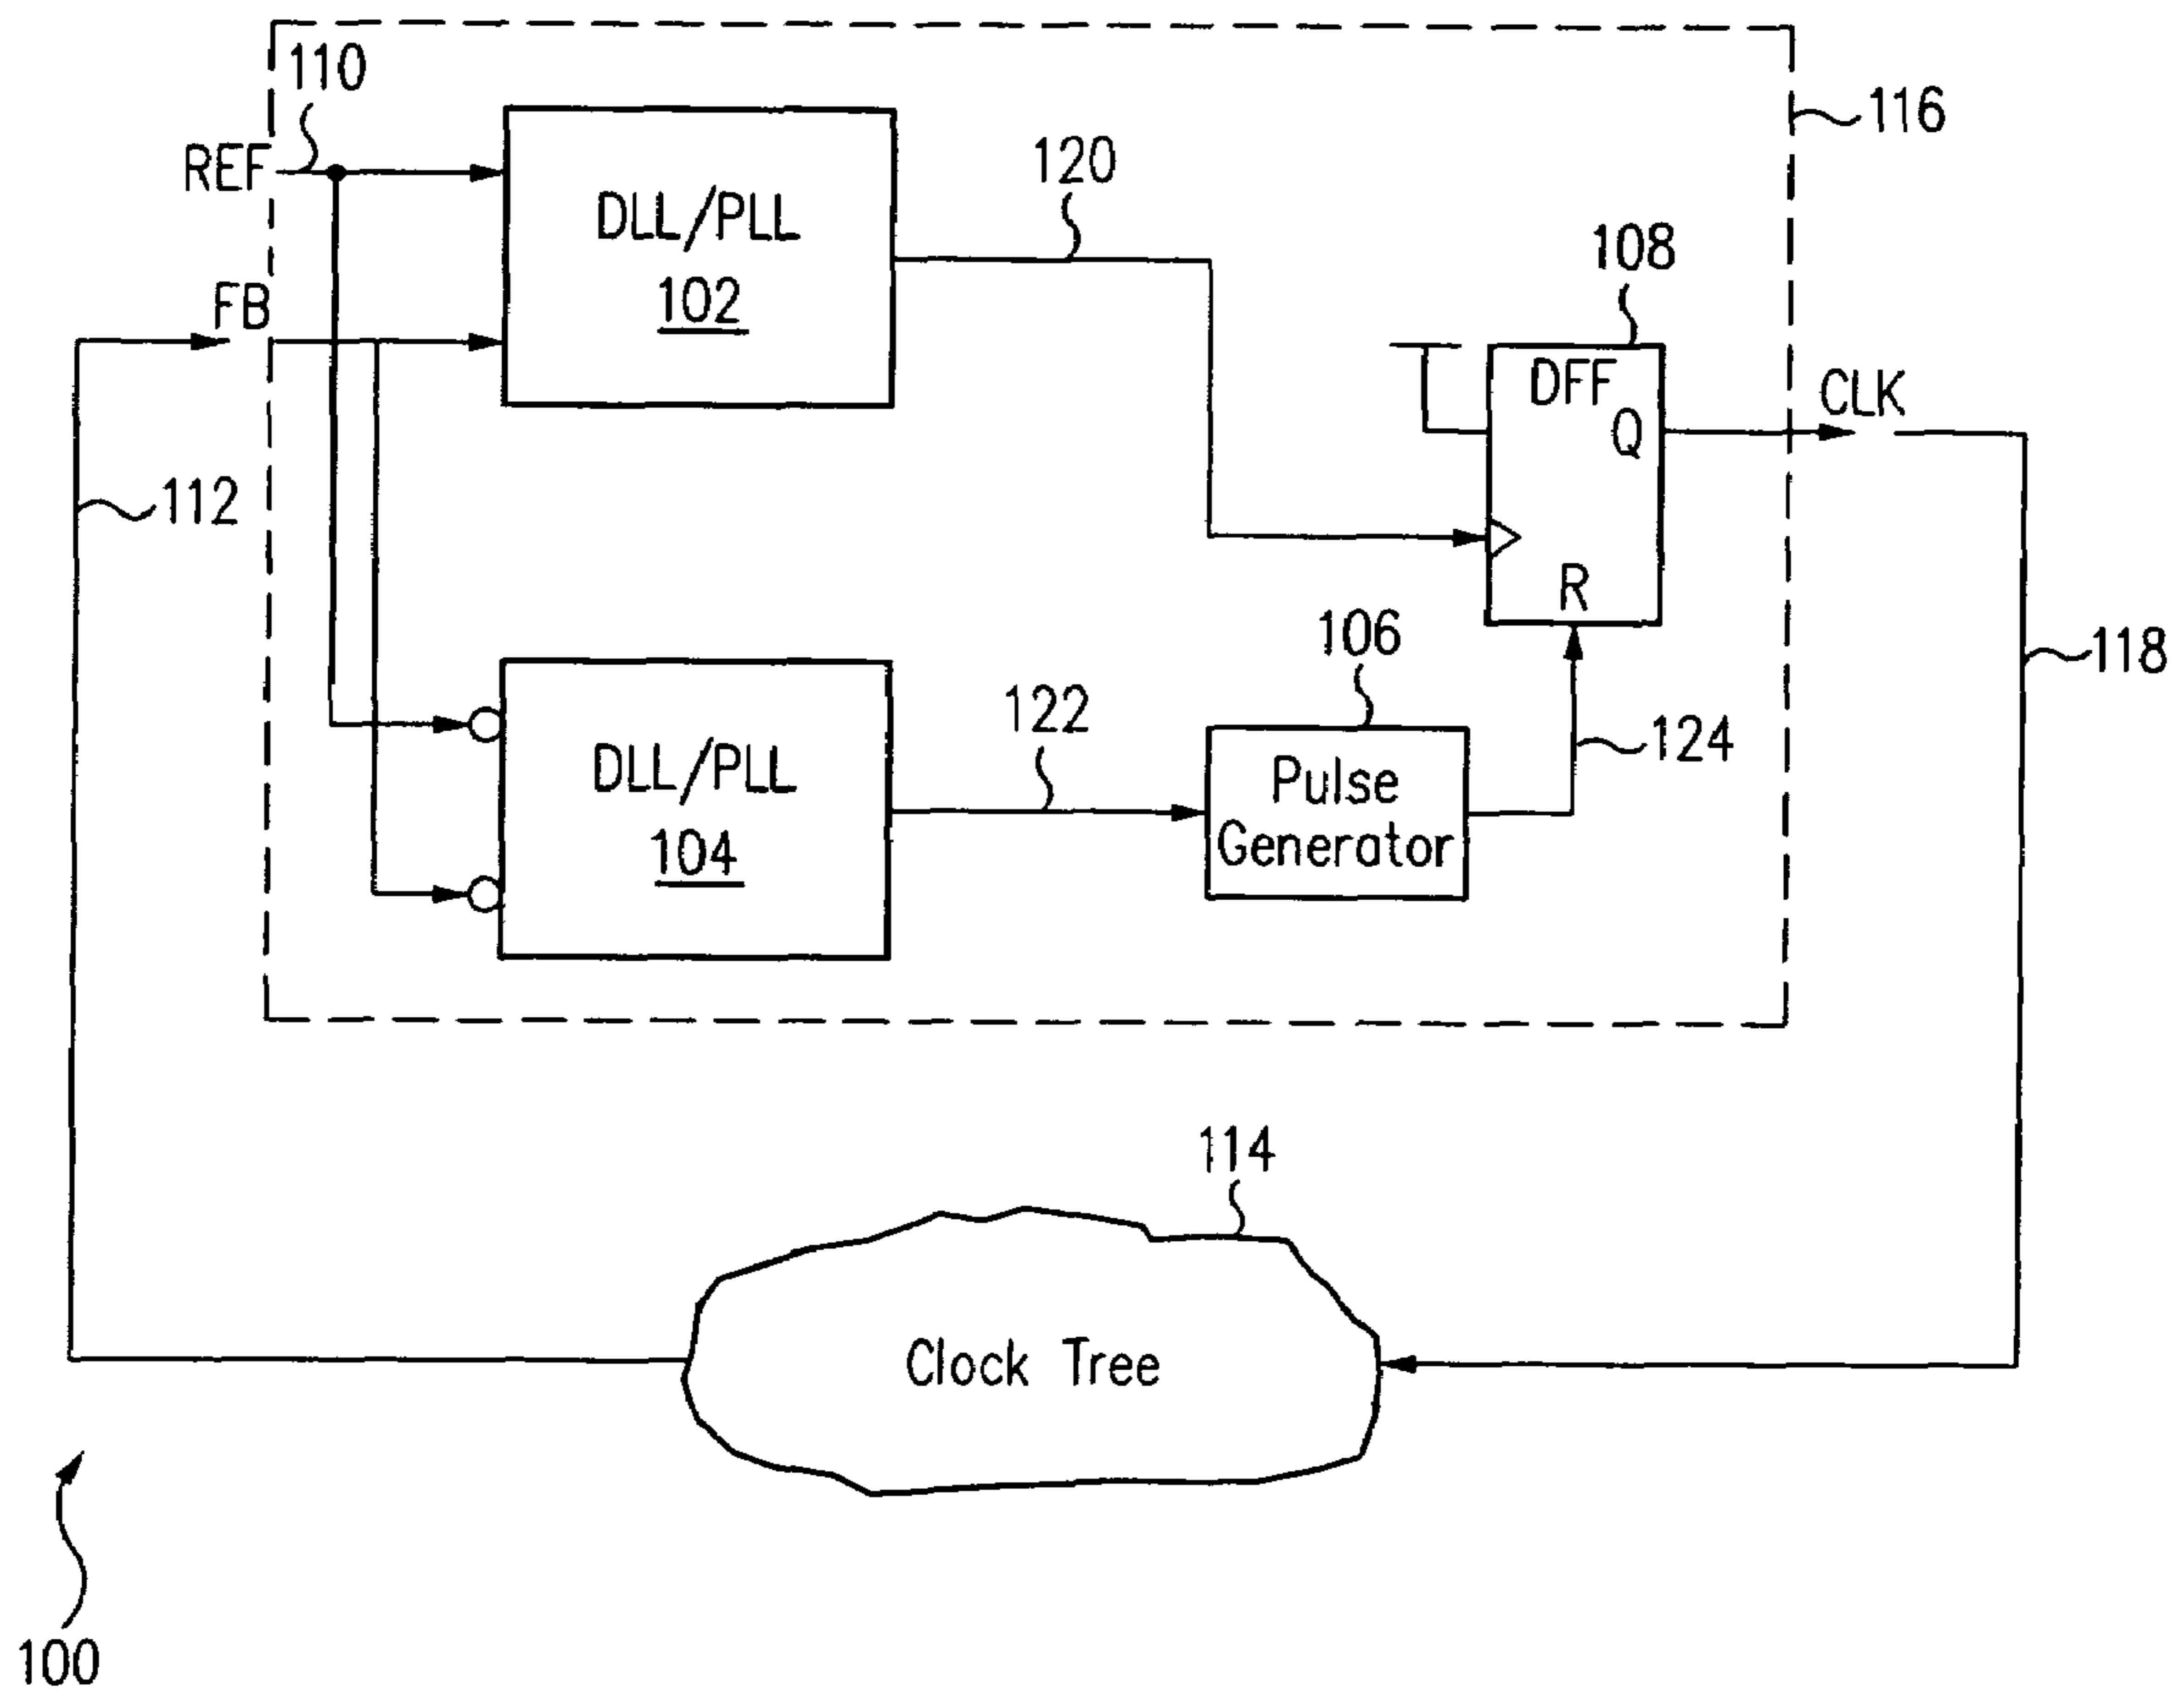 110
116
REF
120
DLL/PLL
102
108
FB
DFF
CLK
Q
112
R
106
118
122
124
DLL/PLL
104
Pulse
Generator
114
Clock Tree
100